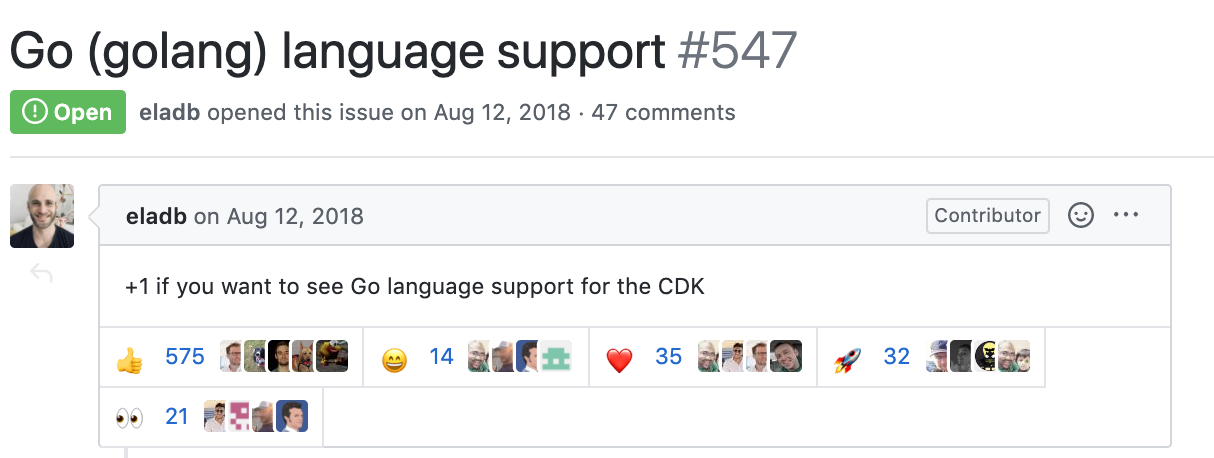 Go (golang) language support #547
Open eladb opened this issue on Aug 12, 2018 · 47 comments
eladb on Aug 12, 2018 Contributor
+1 if you want to see Go language support for the CDK
👍 575 😄 14 ❤️ 35 🚀 32
👀 21